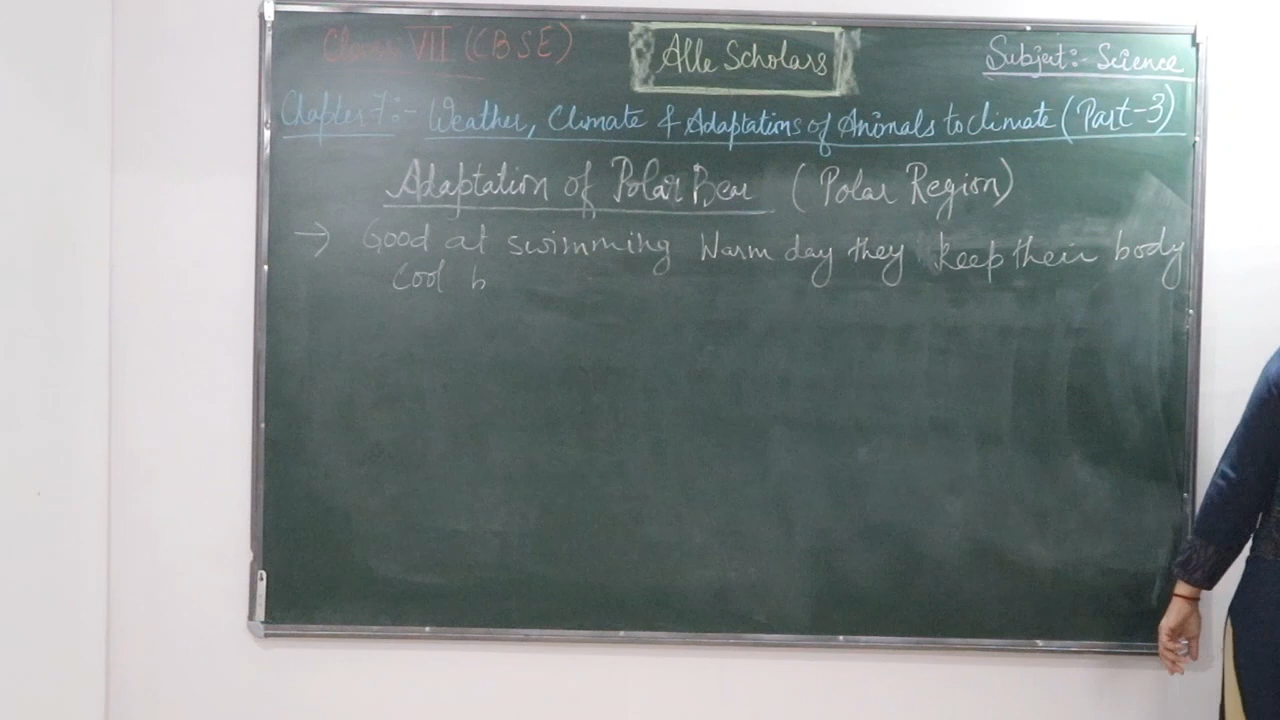 Class VII (CBSE)
Alle Scholars
Subject:- Science
Chapter 7:- Weather, Climate & Adaptations of Animals to climate (Part-3)
Adaptation of Polar Bear (Polar Region)
→ Good at swimming Warm day they keep their body
cool b